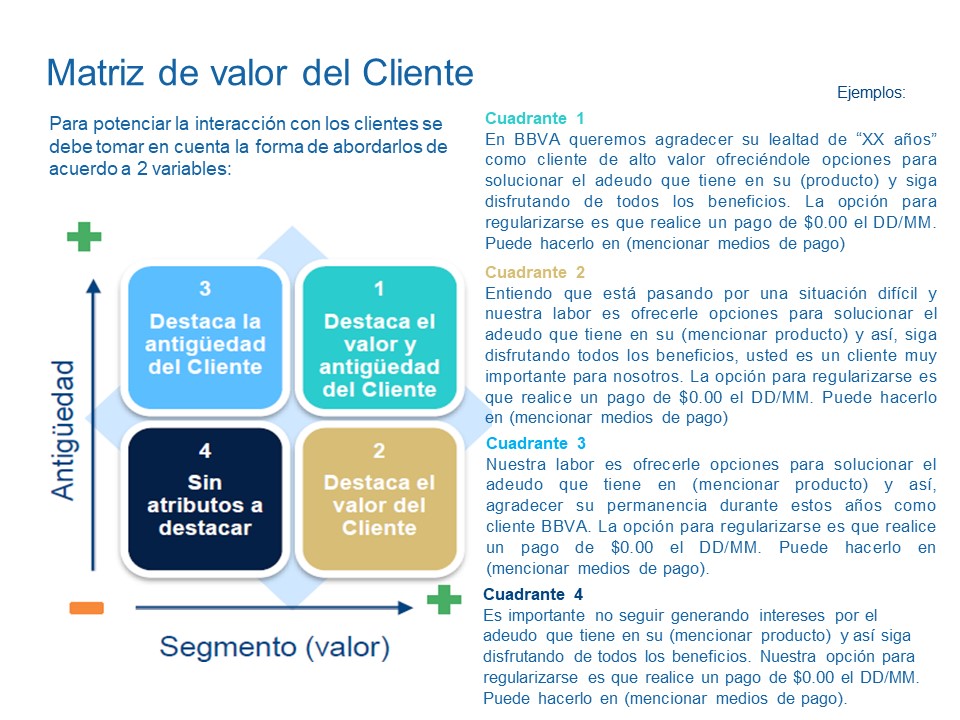 Matriz de valor del Cliente
Para potenciar la interacción con los clientes se
debe tomar en cuenta la forma de abordarlos de
acuerdo a 2 variables:
Antigüedad
3
Destaca la
antigüedad
del Cliente
1
Destaca el
valor y
antigüedad
del Cliente
4
Sin
atributos a
destacar
2
Destaca el
valor del
Cliente
Segmento (valor)
Ejemplos:
Cuadrante 1
En BBVA queremos agradecer su lealtad de “XX años”
como cliente de alto valor ofreciéndole opciones para
solucionar el adeudo que tiene en su (producto) y siga
disfrutando de todos los beneficios. La opción para
regularizarse es que realice un pago de $0.00 el DD/MM.
Puede hacerlo en (mencionar medios de pago)
Cuadrante 2
Entiendo que está pasando por una situación difícil y
nuestra labor es ofrecerle opciones para solucionar el
adeudo que tiene en su (mencionar producto) y así, siga
disfrutando todos los beneficios, usted es un cliente muy
importante para nosotros. La opción para regularizarse es
que realice un pago de $0.00 el DD/MM. Puede hacerlo
en (mencionar medios de pago)
Cuadrante 3
Nuestra labor es ofrecerle opciones para solucionar el
adeudo que tiene en (mencionar producto) y así,
agradecer su permanencia durante estos años como
cliente BBVA. La opción para regularizarse es que realice
un pago de $0.00 el DD/MM. Puede hacerlo en
(mencionar medios de pago).
Cuadrante 4
Es importante no seguir generando intereses por el
adeudo que tiene en su (mencionar producto) y así siga
disfrutando de todos los beneficios. Nuestra opción para
regularizarse es que realice un pago de $0.00 el DD/MM.
Puede hacerlo en (mencionar medios de pago).